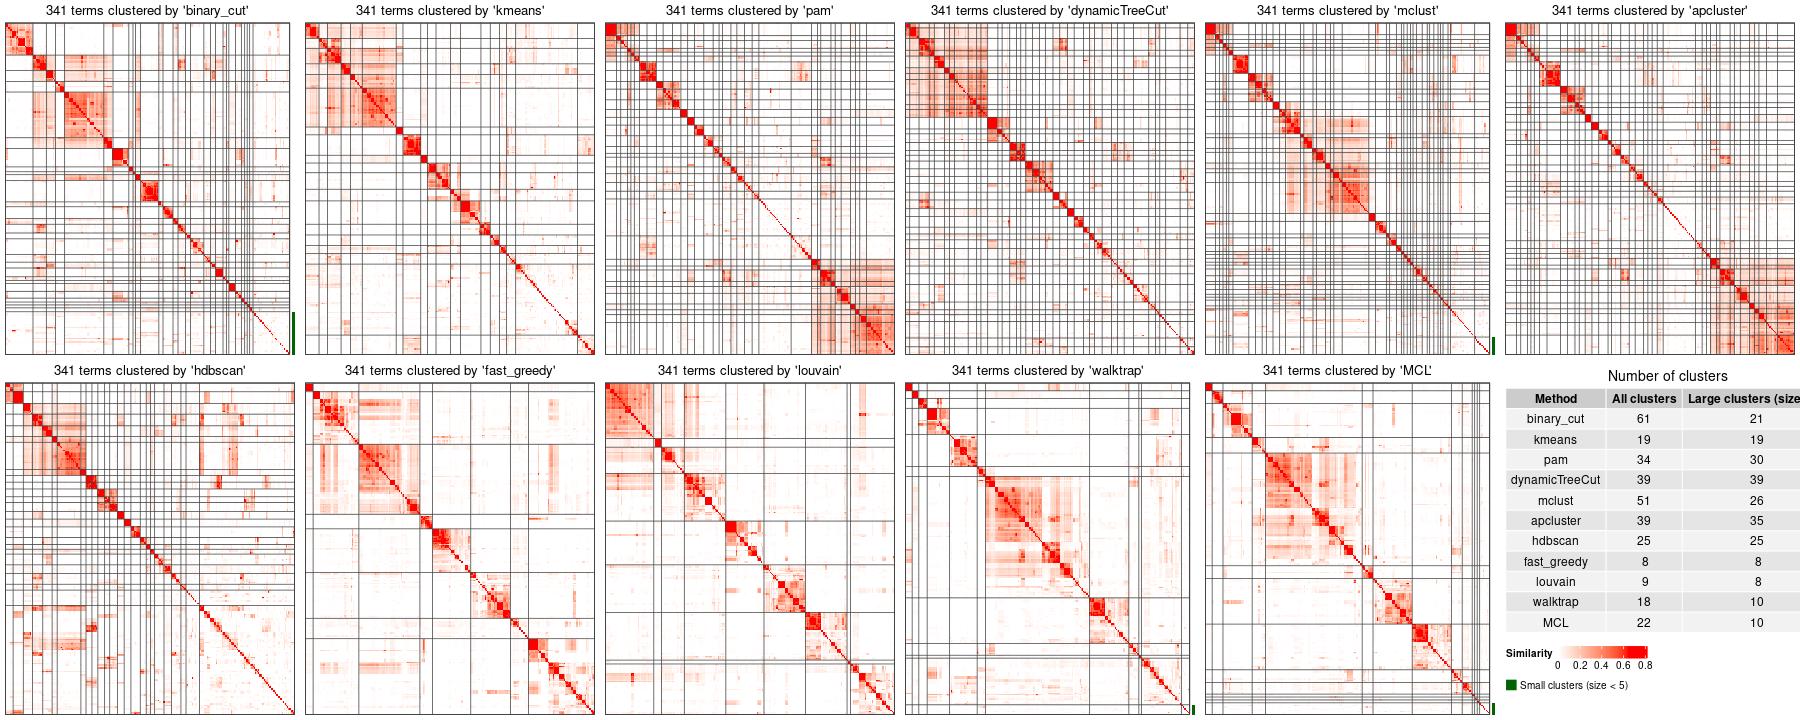 341 terms clustered by 'binary_cut'
341 terms clustered by 'kmeans'
341 terms clustered by 'pam'
341 terms clustered by 'dynamicTreeCut'
341 terms clustered by 'mclust'
341 terms clustered by 'apcluster'
341 terms clustered by 'hdbscan'
341 terms clustered by 'fast_greedy'
341 terms clustered by 'louvain'
341 terms clustered by 'walktrap'
341 terms clustered by 'MCL'
Number of clusters
Method All clusters Large clusters (size
binary_cut 61 21
kmeans 19 19
pam 34 30
dynamicTreeCut 39 39
mclust 51 26
apcluster 39 35
hdbscan 25 25
fast_greedy 8 8
louvain 9 8
walktrap 18 10
MCL 22 10
Similarity
0 0.2 0.4 0.6 0.8
Small clusters (size < 5)